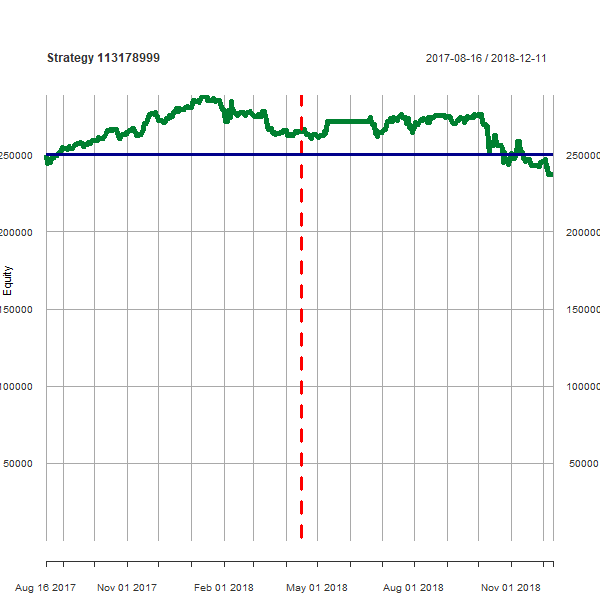 Strategy 113178999
2017-08-16 / 2018-12-11
250000
250000
200000
200000
Equity
150000
150000
100000
100000
50000
50000
Aug 16 2017
Nov 01 2017
Feb 01 2018
May 01 2018
Aug 01 2018
Nov 01 2018